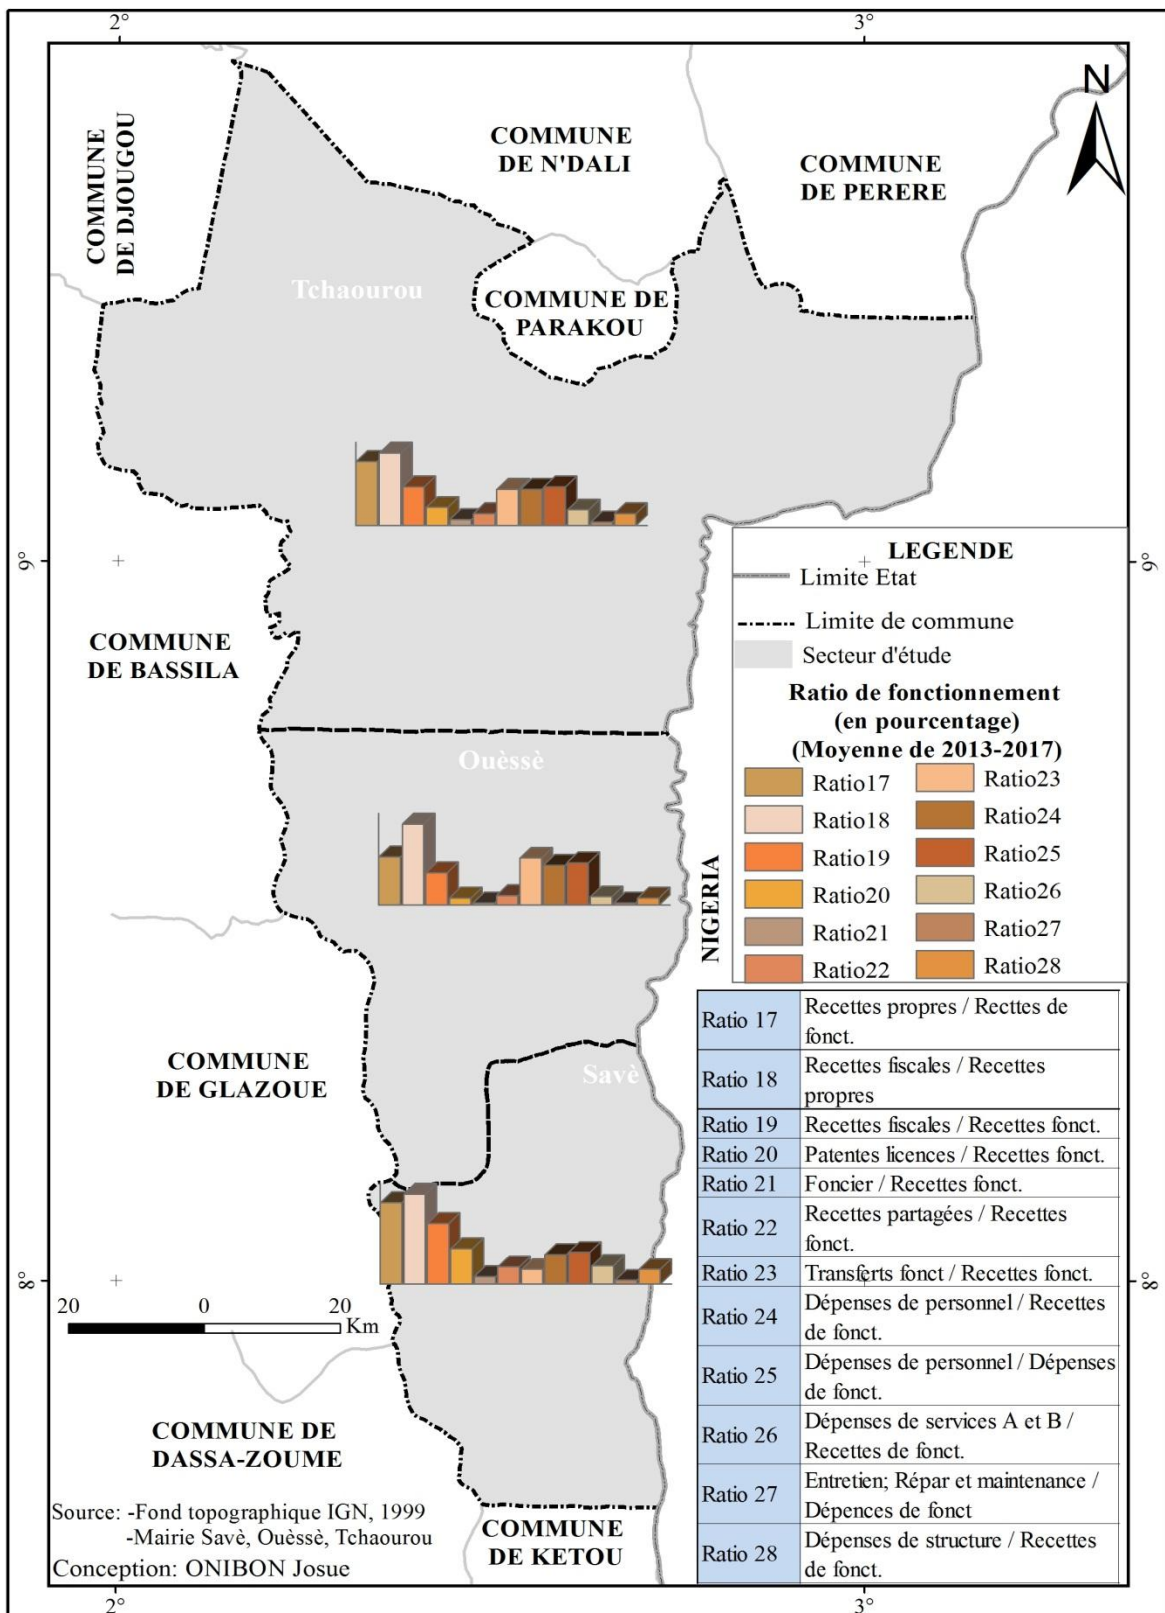 2°
3°
N
COMMUNE
DE DJOUGOU
COMMUNE
DE N'DALI
COMMUNE
DE PERERE
Tchaourou
COMMUNE DE
PARAKOU
9°
9°
COMMUNE
DE BASSILA
LEGENDE
Limite Etat
Limite de commune
Secteur d'étude
Ratio de fonctionnement
(en pourcentage)
(Moyenne de 2013-2017)
Ratio17
Ratio18
Ratio19
Ratio20
Ratio21
Ratio22
Ratio23
Ratio24
Ratio25
Ratio26
Ratio27
Ratio28
Ouèssè
NIGERIA
COMMUNE
DE GLAZOUE
Savè
Ratio 17 Recettes propres / Recttes de
fonct.
Ratio 18 Recettes fiscales / Recettes
propres
Ratio 19 Recettes fiscales / Recettes fonct.
Ratio 20 Patentes licences / Recettes fonct.
Ratio 21 Foncier / Recettes fonct.
Ratio 22 Recettes partagées / Recettes
fonct.
Ratio 23 Transferts fonct / Recettes fonct.
Ratio 24 Dépenses de personnel / Recettes
de fonct.
Ratio 25 Dépenses de personnel / Dépenses
de fonct.
Ratio 26 Dépenses de services A et B /
Recettes de fonct.
Ratio 27 Entretien; Répar et maintenance /
Dépences de fonct
Ratio 28 Dépenses de structure / Recettes
de fonct.
8°
8°
20 0 20
Km
COMMUNE DE
DASSA-ZOUME
Source: -Fond topographique IGN, 1999
-Mairie Savè, Ouèssè, Tchaourou
Conception: ONIBON Josue
COMMUNE
DE KETOU
2°
3°